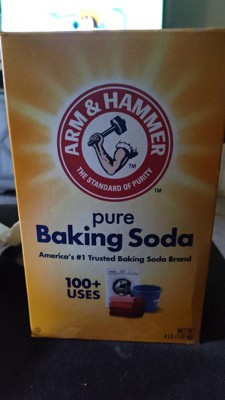 ARM & HAMMER
™
THE STANDARD OF PURITY
™
pure
Baking Soda
America's #1 Trusted Baking Soda Brand
100+
USES
NET WT